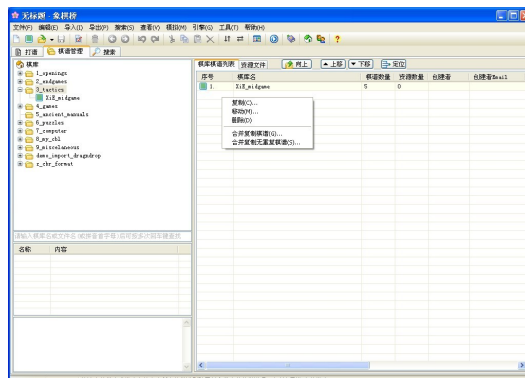 无标题 - 象棋桥
文件(F) 编辑(E) 导入(I) 导出(P) 搜索(S) 查看(V) 模拟(M) 引擎(G) 工具(T) 帮助(H)
打谱 棋谱管理 搜索
棋库
1_openings
2_endgames
3_tactics
XiE_midgame
4_games
5_ancient_manuals
6_puzzles
7_computer
8_my_cbl
9_miscelaneous
demo_import_dragndrop
z_cbr_format
名称 内容
棋库棋谱列表 资源文件 向上 上移 下移 定位
序号 棋库名 棋谱数量 资源数量 创建者 创建者Email
1 XiE_midgame 5 0
复制(C)...
移动(M)...
删除(D)
合并复制棋谱(G)...
合并复制无重复棋谱(S)...